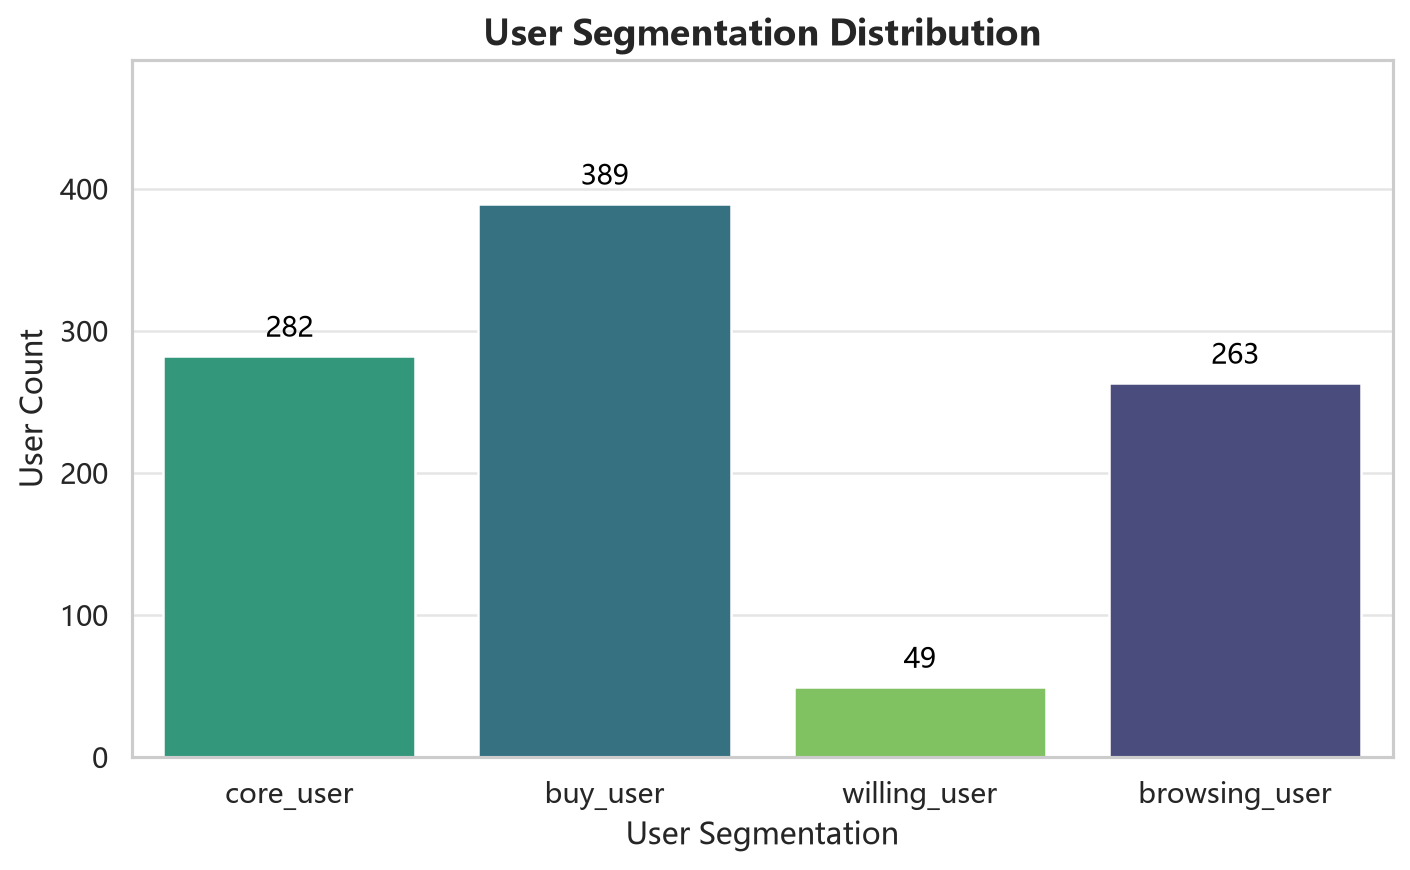 User Segmentation Distribution
User Count
400
300
200
100
0
282
389
49
263
core_user
buy_user
willing_user
browsing_user
User Segmentation